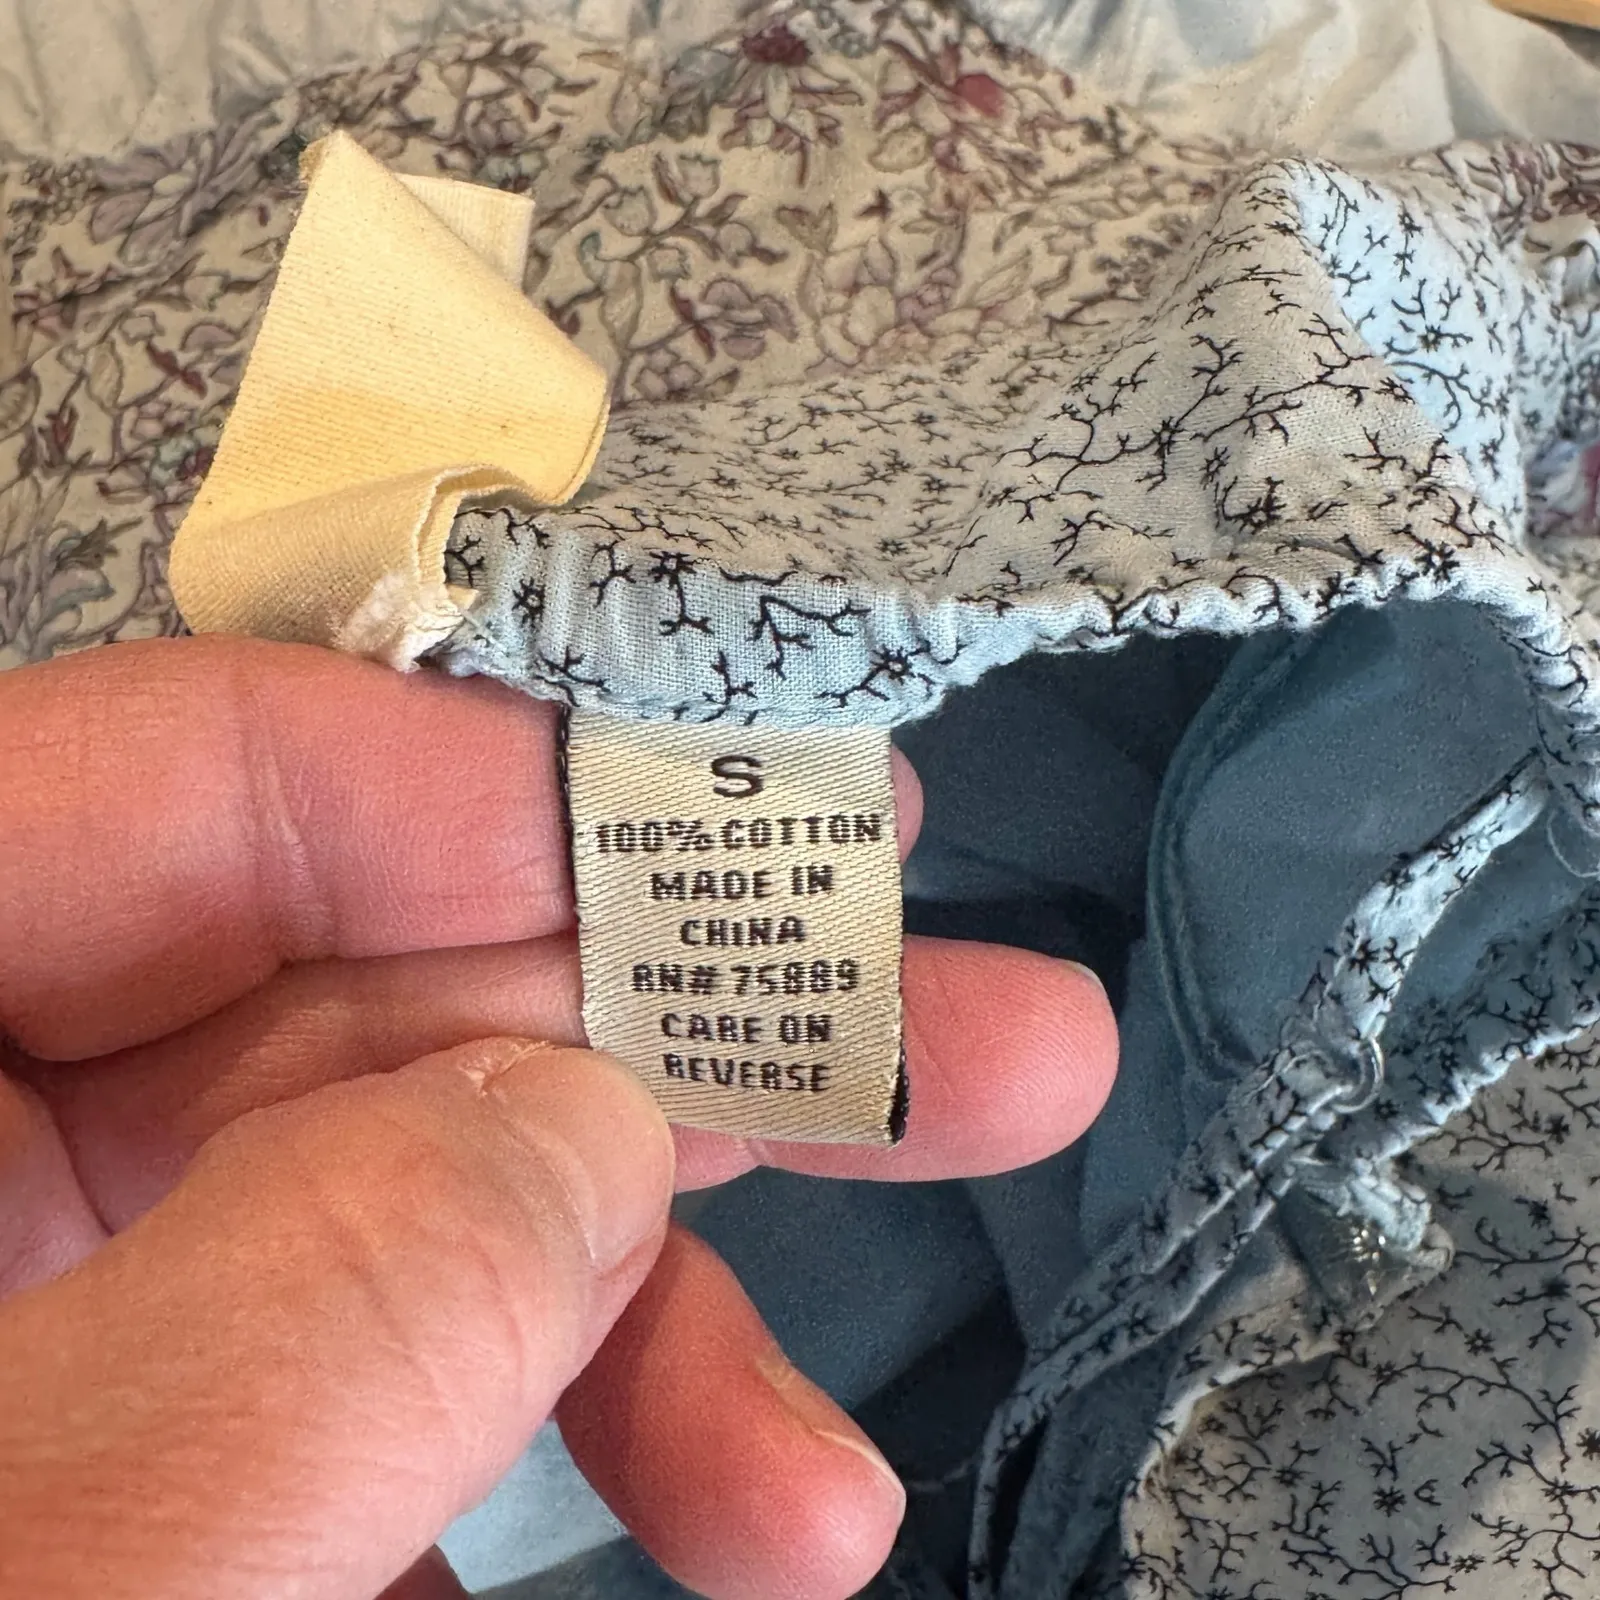 S
100% COTTON
MADE IN
CHINA
RN# 75889
CARE ON
REVERSE